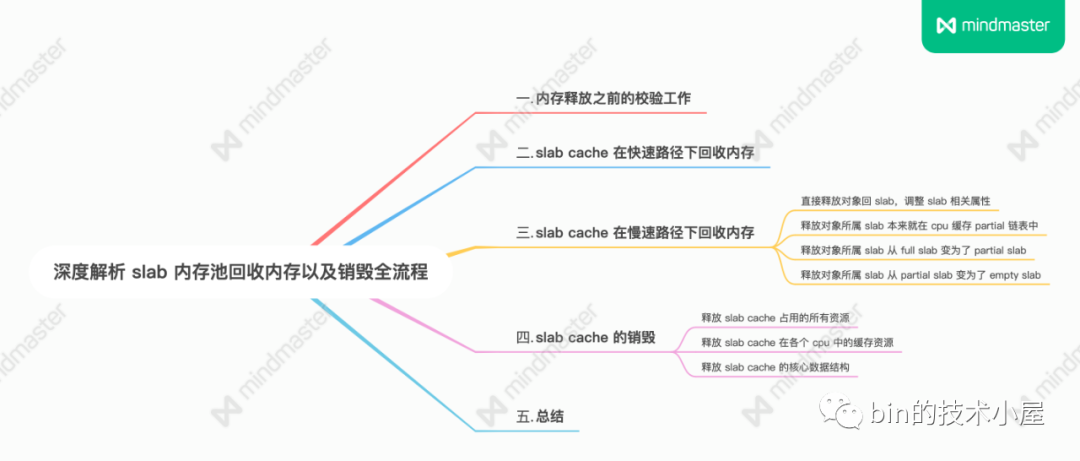 mindmaster
一.内存释放之前的校验工作
二.slab cache 在快速路径下回收内存
三.slab cache 在慢速路径下回收内存
直接释放对象回 slab，调整 slab 相关属性
释放对象所属 slab 本来就在 cpu 缓存 partial 链表中
释放对象所属 slab 从 full slab 变为了 partial slab
释放对象所属 slab 从 partial slab 变为了 empty slab
深度解析 slab 内存池回收内存以及销毁全流程
四.slab cache 的销毁
释放 slab cache 占用的所有资源
释放 slab cache 在各个 cpu 中的缓存资源
释放 slab cache 的核心数据结构
五.总结
bin的技术小屋
mindmaster
mindmaster
mindmaster
mindmaster
mindmaster
mindmaster
mindmaster
mindmaster